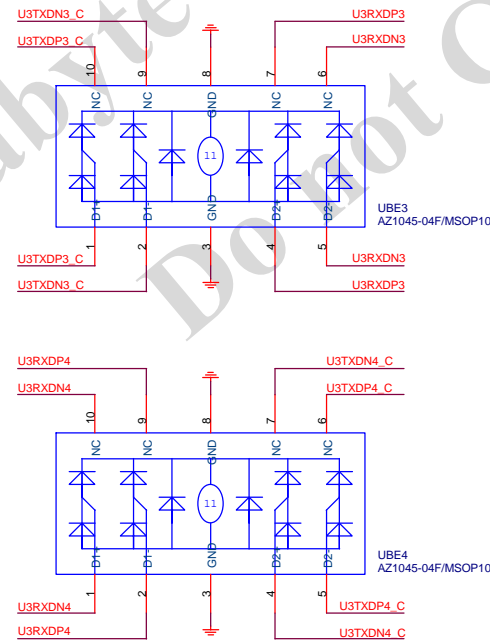 U3TXDN3_C
U3RXDP3
U3TXDP3_C
U3RXDN3
10 9 8 7 6
NC NC GND NC NC
11
D1+ D1- GND D2+ D2-
UBE3
AZ1045-04F/MSOP10
1 2 3 4 5
U3TXDP3_C
U3RXDN3
U3TXDN3_C
U3RXDP3
U3RXDP4
U3TXDN4_C
U3RXDN4
U3TXDP4_C
10 9 8 7 6
NC NC GND NC NC
11
D1+ D1- GND D2+ D2-
UBE4
AZ1045-04F/MSOP10
1 2 3 4 5
U3RXDN4
U3TXDP4_C
U3RXDP4
U3TXDN4_C
Do not